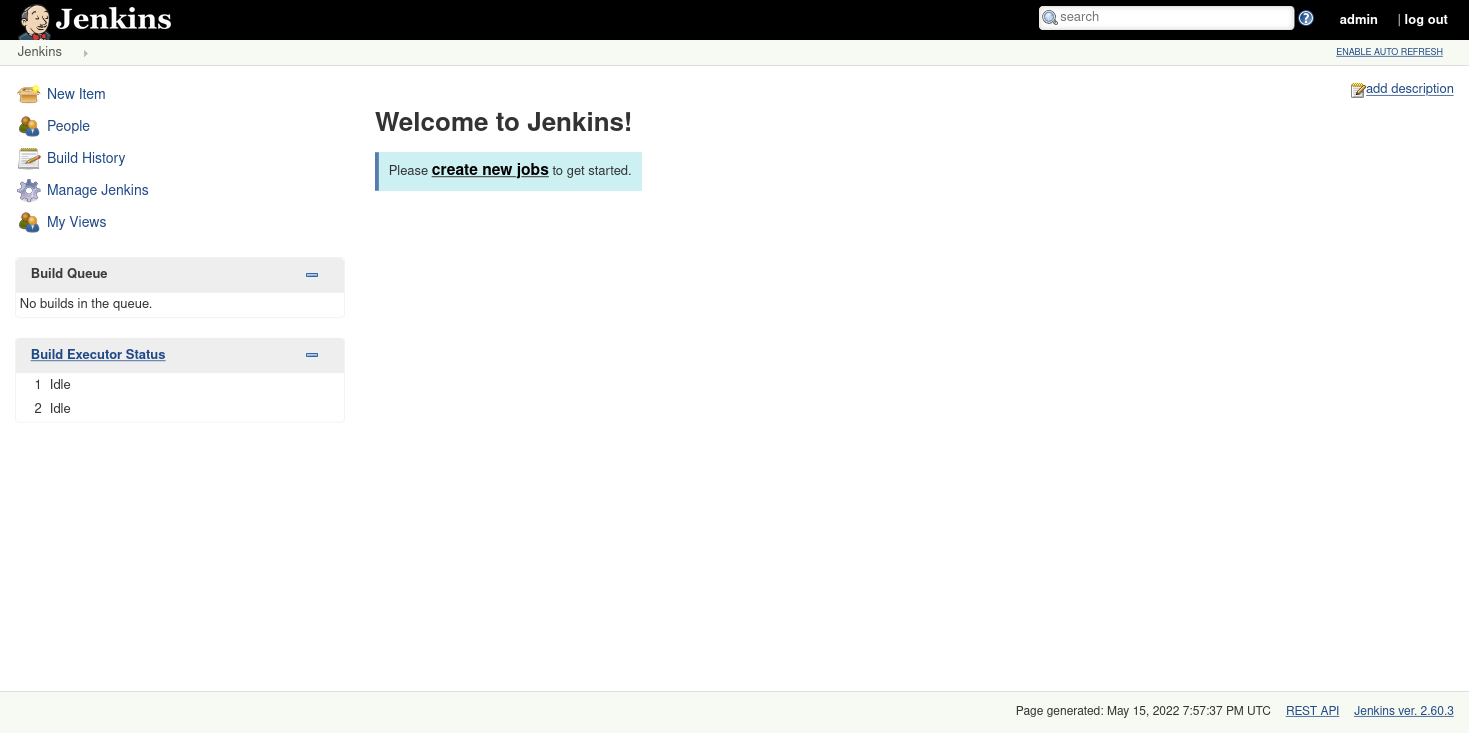 Jenkins
search
admin
| log out
Jenkins
ENABLE AUTO REFRESH
New Item
People
Build History
Manage Jenkins
My Views
Build Queue
No builds in the queue.
Build Executor Status
1 Idle
2 Idle
add description
Welcome to Jenkins!
Please create new jobs to get started.
Page generated: May 15, 2022 7:57:37 PM UTC REST API Jenkins ver. 2.60.3